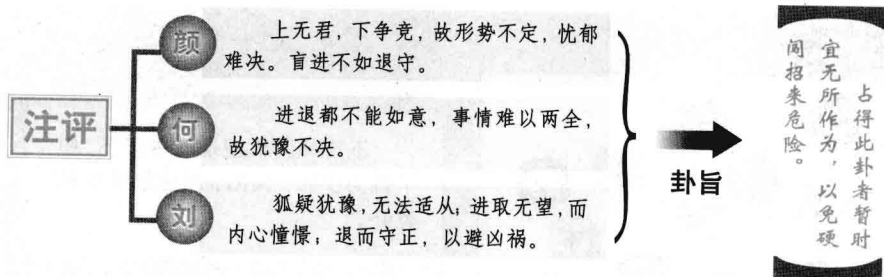 注评
颜
上无君，下争竞，故形势不定，忧郁
难决。盲进不如退守。
何
进退都不能如意，事情难以两全，
故犹豫不决。
刘
狐疑犹豫，无法适从；进取无望，而
内心憧憬；退而守正，以避凶祸。
卦旨
占得此卦者暂时
宜无所作为，以免硬
闯招来危险。